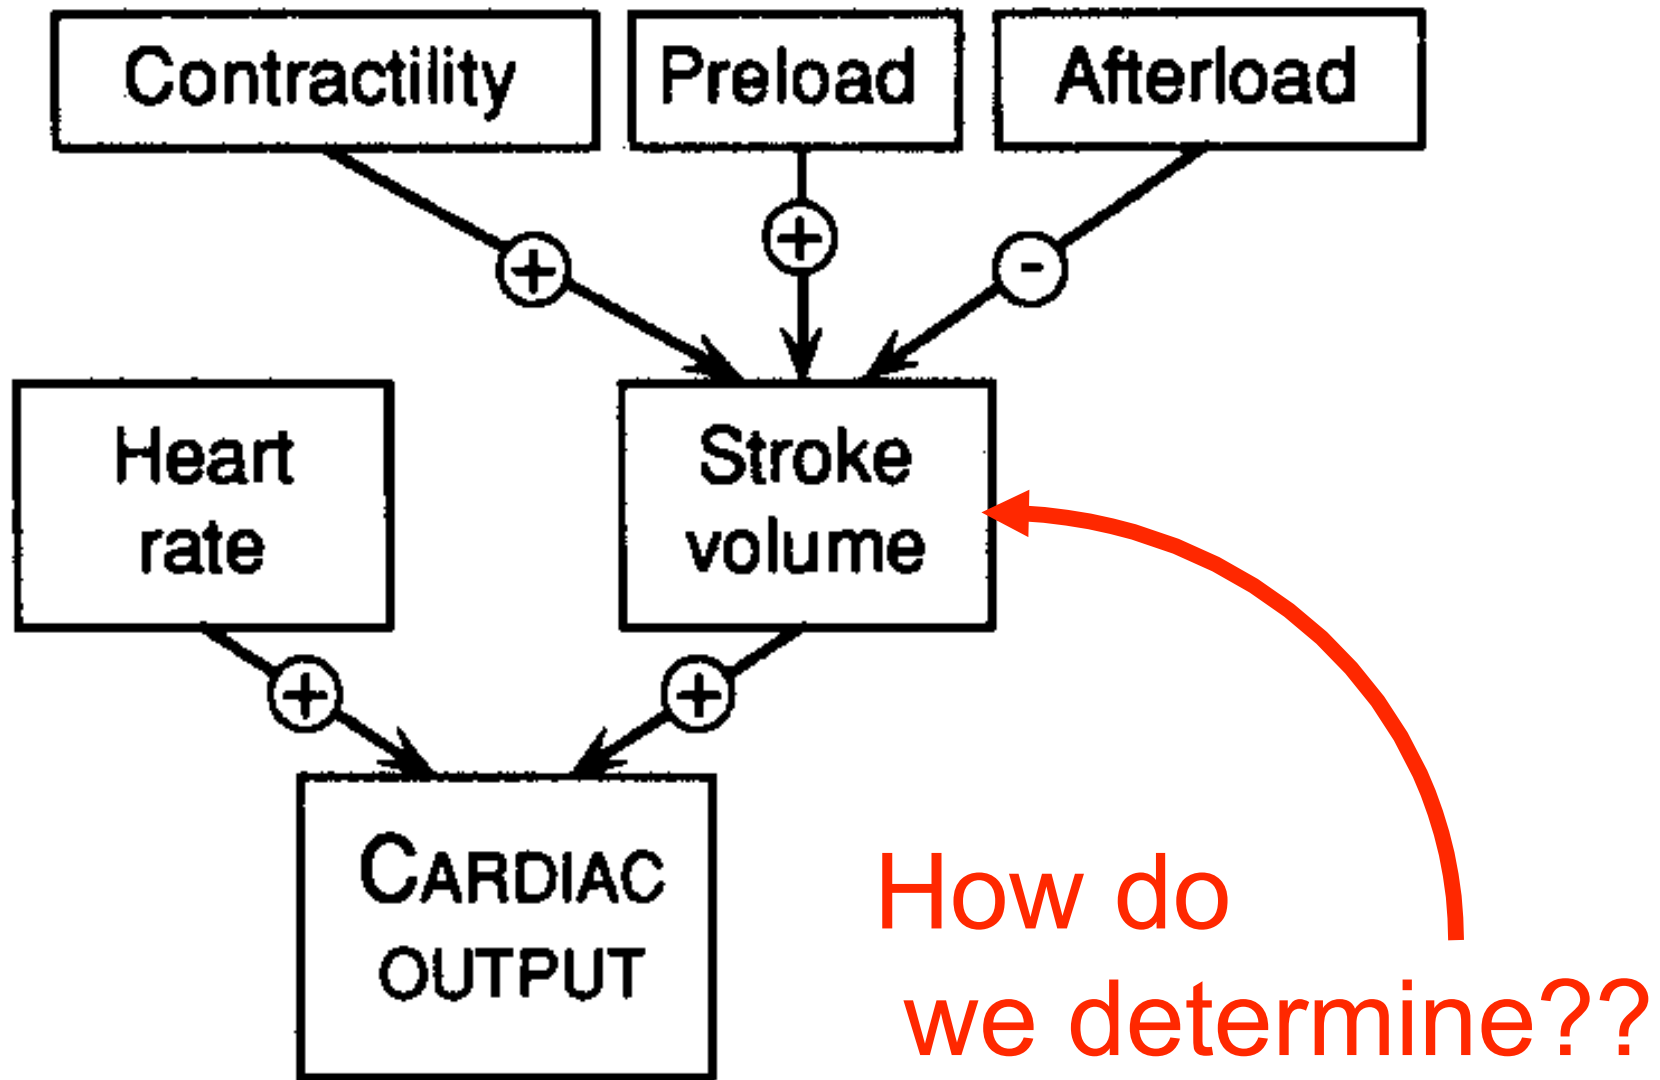 Contractility
Preload
Afterload
+
+
-
Heart
rate
Stroke
volume
+
+
CARDIAC
OUTPUT
How do
we determine??